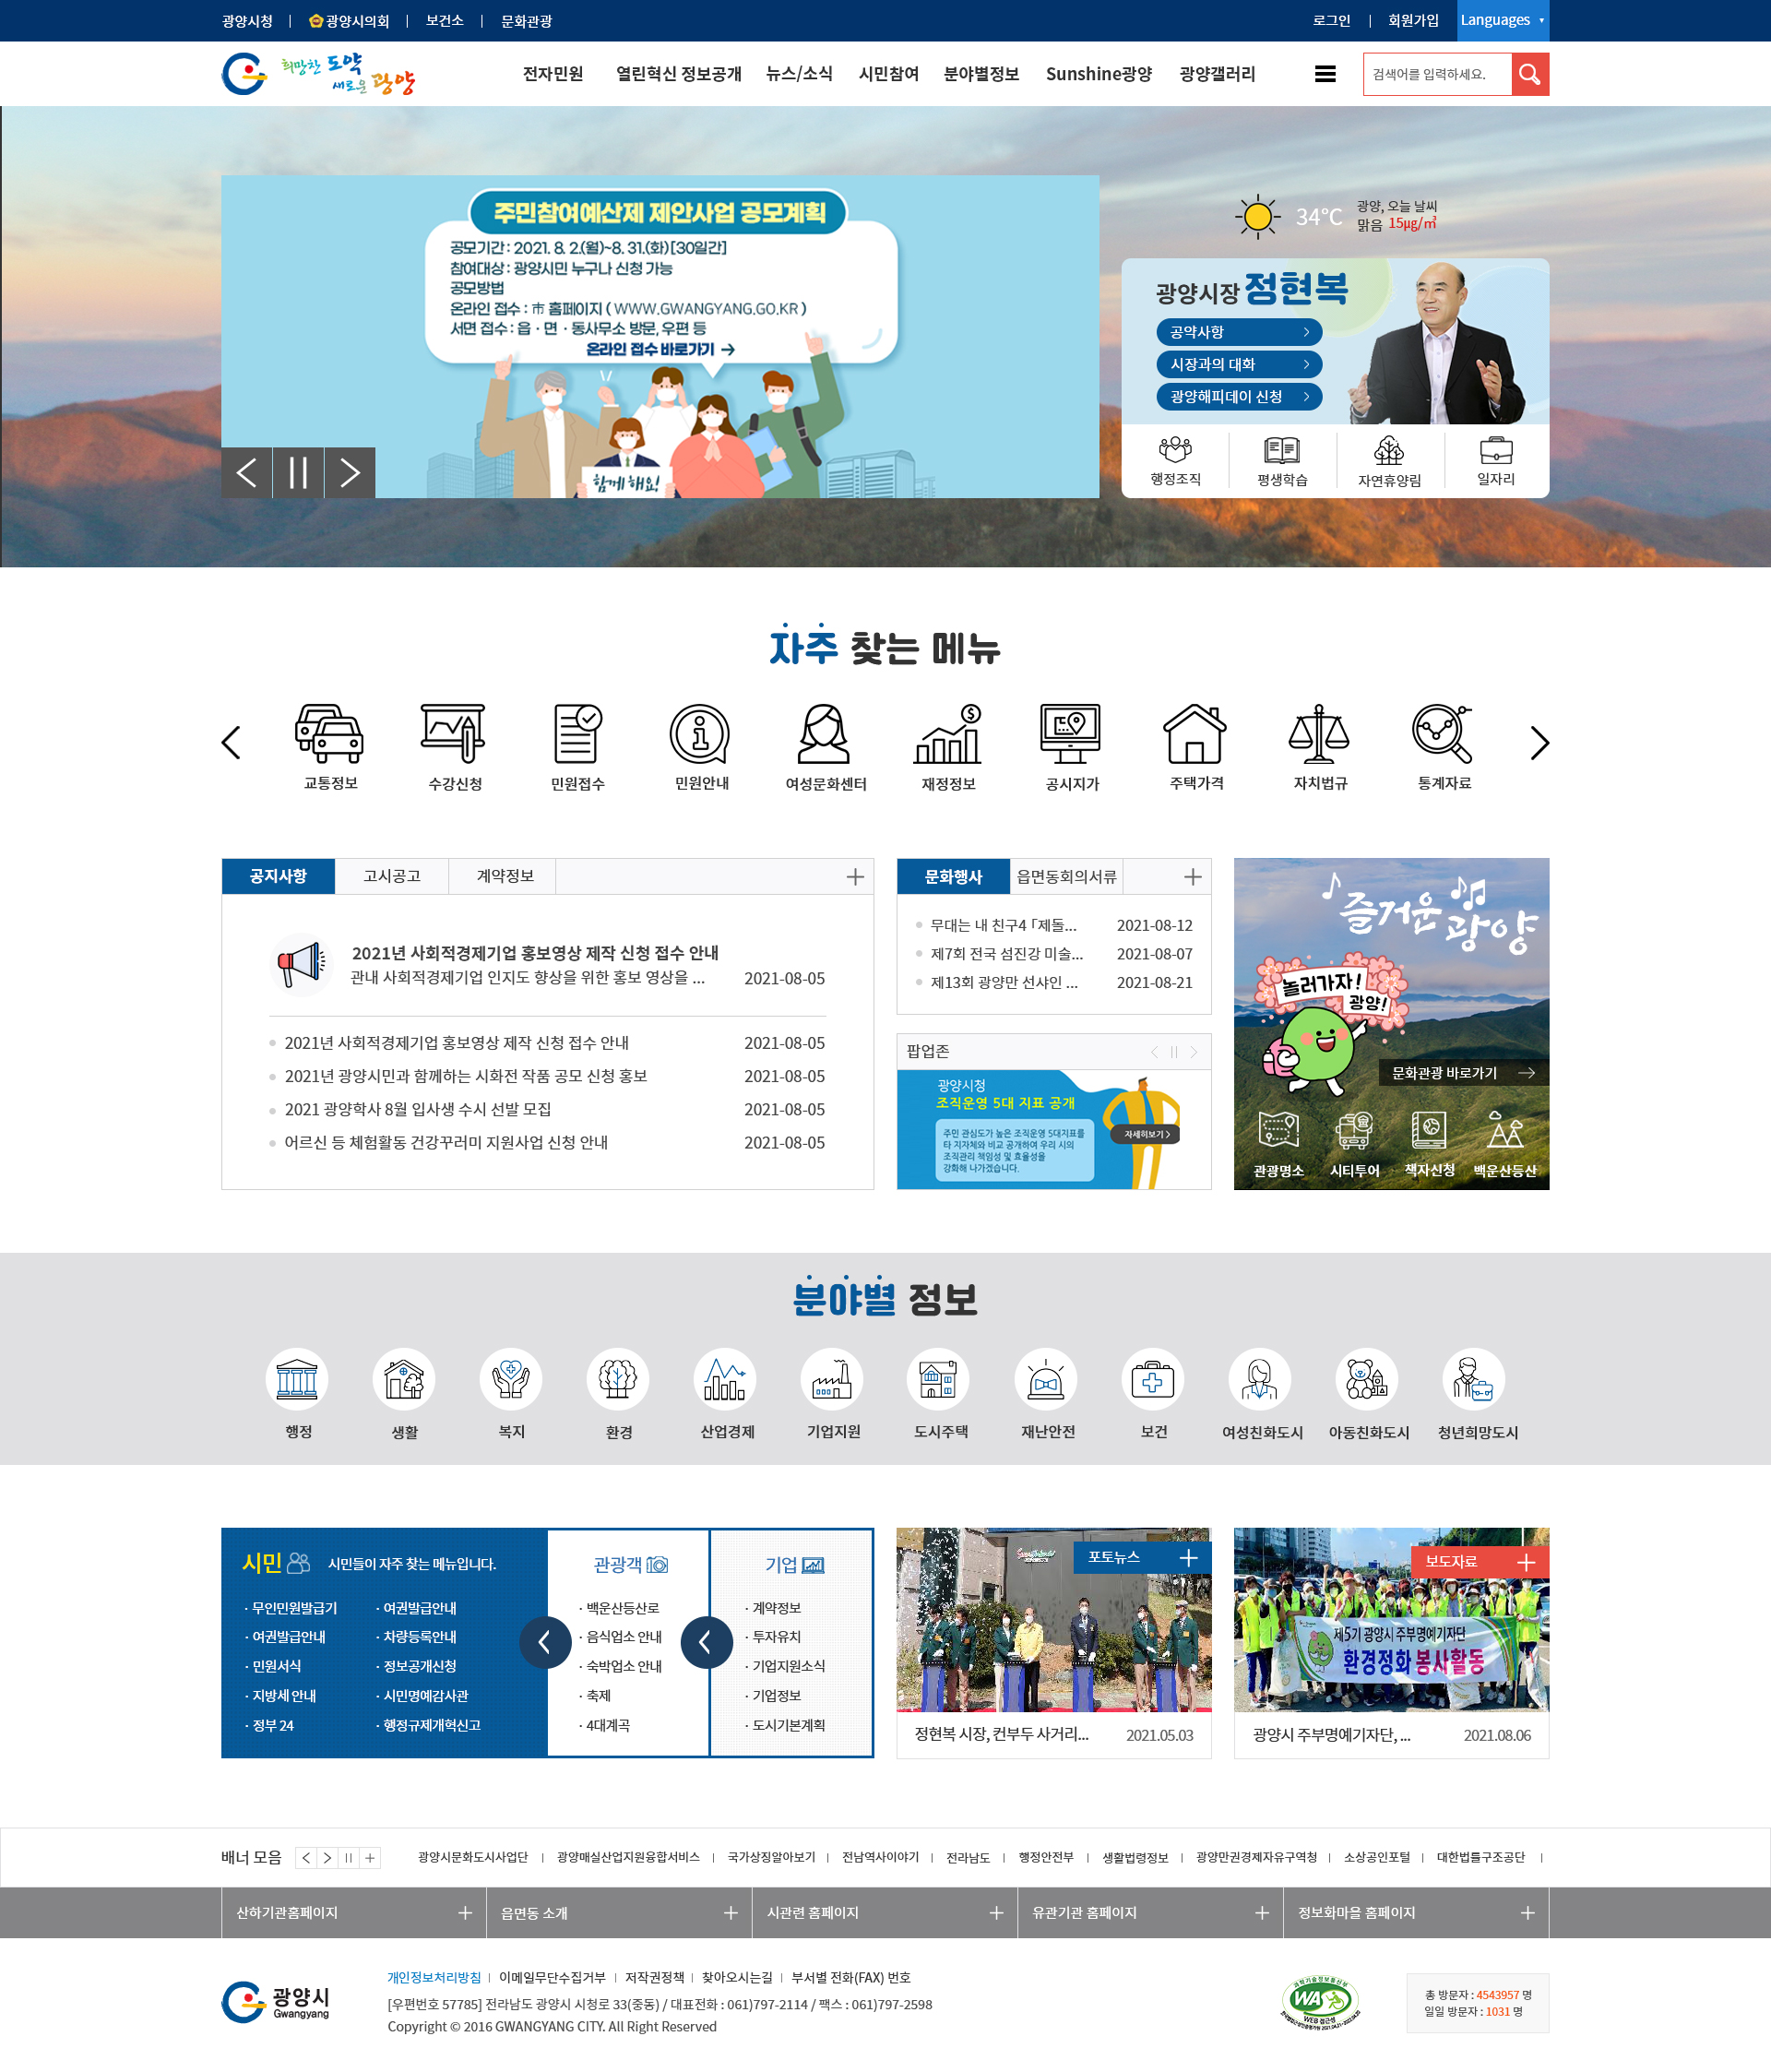 광양시청 | 광양시의회 | 보건소 | 문화관광
로그인 | 회원가입 Languages
희망찬 도약 새로운 광양
전자민원 열린혁신 정보공개 뉴스/소식 시민참여 분야별정보 Sunshine광양 광양갤러리
검색어를 입력하세요.
주민참여예산제 제안사업 공모계획
공모기간 : 2021. 8. 2.(월)~8. 31.(화)[30일간]
참여대상 : 광양시민 누구나 신청 가능
공모방법
온라인 접수 : 市 홈페이지 ( WWW.GWANGYANG.GO.KR )
서면 접수 : 읍 · 면 · 동사무소 방문, 우편 등
온라인 접수 바로가기 →
함께 해요!
34℃
광양, 오늘 날씨
맑음 15㎍/㎥
광양시장 정현복
공약사항
시장과의 대화
광양해피데이 신청
행정조직 평생학습 자연휴양림 일자리
자주 찾는 메뉴
교통정보 수강신청 민원접수 민원안내 여성문화센터 재정정보 공시지가 주택가격 자치법규 통계자료
공지사항 고시공고 계약정보
2021년 사회적경제기업 홍보영상 제작 신청 접수 안내
관내 사회적경제기업 인지도 향상을 위한 홍보 영상을 ... 2021-08-05
2021년 사회적경제기업 홍보영상 제작 신청 접수 안내 2021-08-05
2021년 광양시민과 함께하는 시화전 작품 공모 신청 홍보 2021-08-05
2021 광양학사 8월 입사생 수시 선발 모집 2021-08-05
어르신 등 체험활동 건강꾸러미 지원사업 신청 안내 2021-08-05
문화행사 읍면동회의서류
무대는 내 친구4 ｢제돌... 2021-08-12
제7회 전국 섬진강 미술... 2021-08-07
제13회 광양만 선샤인 ... 2021-08-21
팝업존
광양시청
조직운영 5대 지표 공개
주민 관심도가 높은 조직운영 5대지표를
타 지자체와 비교 공개하여 우리 시의
조직관리 책임성 및 효율성을
강화해 나가겠습니다.
자세히보기 >
즐거운 광양
놀러가자! 광양!
문화관광 바로가기
관광명소 시티투어 책자신청 백운산등산
분야별 정보
행정 생활 복지 환경 산업경제 기업지원 도시주택 재난안전 보건 여성친화도시 아동친화도시 청년희망도시
시민 시민들이 자주 찾는 메뉴입니다.
· 무인민원발급기 · 여권발급안내
· 여권발급안내 · 차량등록안내
· 민원서식 · 정보공개신청
· 지방세 안내 · 시민명예감사관
· 정부 24 · 행정규제개혁신고
관광객
· 백운산등산로
· 음식업소 안내
· 숙박업소 안내
· 축제
· 4대계곡
기업
· 계약정보
· 투자유치
· 기업지원소식
· 기업정보
· 도시기본계획
포토뉴스
정현복 시장, 컨부두 사거리... 2021.05.03
보도자료
제5기 광양시 주부명예기자단
환경정화 봉사활동
광양시 주부명예기자단, ... 2021.08.06
배너 모음
광양시문화도시사업단 | 광양매실산업지원융합서비스 | 국가상징알아보기 | 전남역사이야기 | 전라남도 | 행정안전부 | 생활법령정보 | 광양만권경제자유구역청 | 소상공인포털 | 대한법률구조공단 |
산하기관홈페이지 읍면동 소개 시관련 홈페이지 유관기관 홈페이지 정보화마을 홈페이지
광양시
Gwangyang
개인정보처리방침 | 이메일무단수집거부 | 저작권정책 | 찾아오시는길 | 부서별 전화(FAX) 번호
[우편번호 57785] 전라남도 광양시 시청로 33(중동) / 대표전화 : 061)797-2114 / 팩스 : 061)797-2598
Copyright © 2016 GWANGYANG CITY. All Right Reserved
과학기술정보통신부
WA
WEB 접근성
총 방문자 : 4543957 명
일일 방문자 : 1031 명